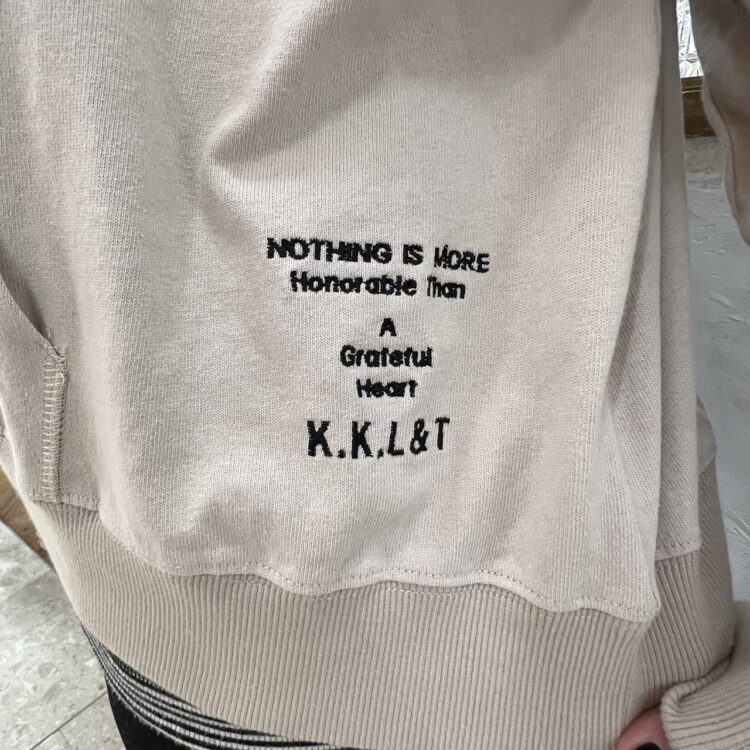 NOTHING IS MORE
Honorable Than
A
Grateful
Heart
K.K.L&T